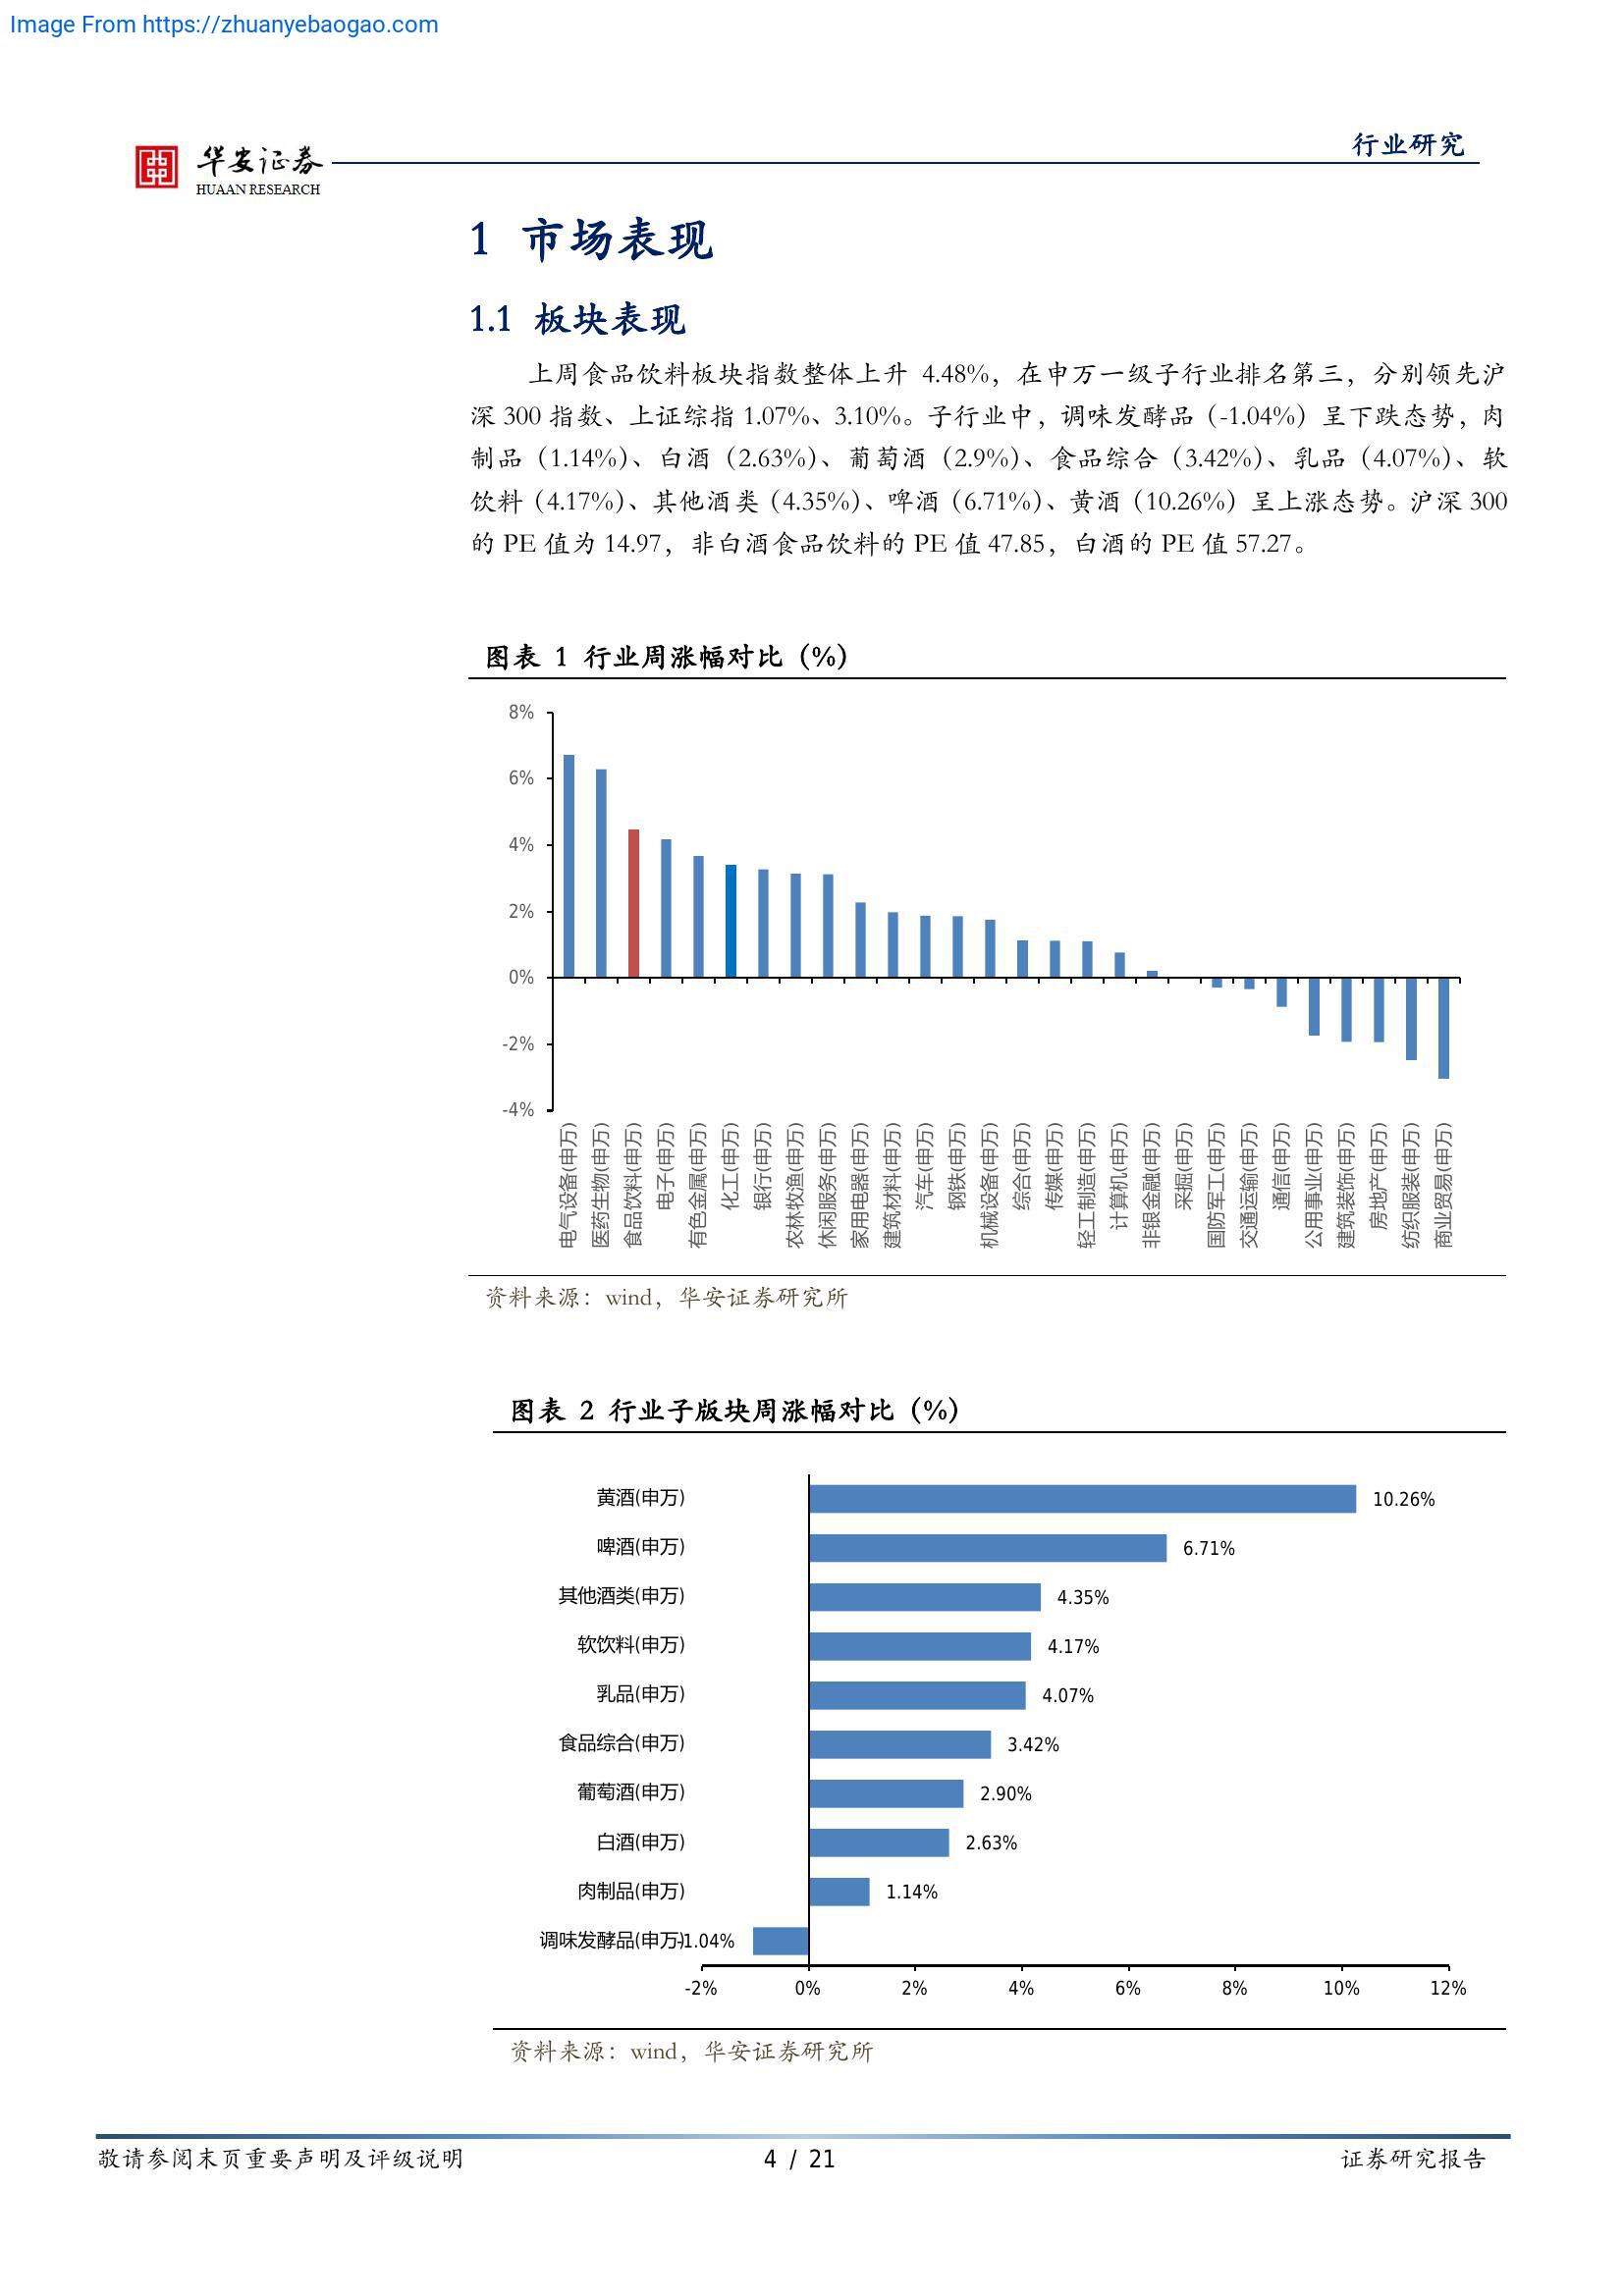 Image From https://zhuanyebaogao.com
华安证券
HUAAN RESEARCH
行业研究
1 市场表现
1.1 板块表现
上周食品饮料板块指数整体上升 4.48%，在申万一级子行业排名第三，分别领先沪
深 300 指数、上证综指 1.07%、3.10%。子行业中，调味发酵品（-1.04%）呈下跌态势，肉
制品（1.14%）、白酒（2.63%）、葡萄酒（2.9%）、食品综合（3.42%）、乳品（4.07%）、软
饮料（4.17%）、其他酒类（4.35%）、啤酒（6.71%）、黄酒（10.26%）呈上涨态势。沪深 300
的 PE 值为 14.97，非白酒食品饮料的 PE 值 47.85，白酒的 PE 值 57.27。
图表 1 行业周涨幅对比（%）
8%
6%
4%
2%
0%
-2%
-4%
电气设备(申万)
医药生物(申万)
食品饮料(申万)
电子(申万)
有色金属(申万)
化工(申万)
银行(申万)
农林牧渔(申万)
休闲服务(申万)
家用电器(申万)
建筑材料(申万)
汽车(申万)
钢铁(申万)
机械设备(申万)
综合(申万)
传媒(申万)
轻工制造(申万)
计算机(申万)
非银金融(申万)
采掘(申万)
国防军工(申万)
交通运输(申万)
通信(申万)
公用事业(申万)
建筑装饰(申万)
房地产(申万)
纺织服装(申万)
商业贸易(申万)
资料来源：wind，华安证券研究所
图表 2 行业子版块周涨幅对比（%）
黄酒(申万) 10.26%
啤酒(申万) 6.71%
其他酒类(申万) 4.35%
软饮料(申万) 4.17%
乳品(申万) 4.07%
食品综合(申万) 3.42%
葡萄酒(申万) 2.90%
白酒(申万) 2.63%
肉制品(申万) 1.14%
调味发酵品(申万) -1.04%
-2% 0% 2% 4% 6% 8% 10% 12%
资料来源：wind，华安证券研究所
敬请参阅末页重要声明及评级说明 4 / 21 证券研究报告